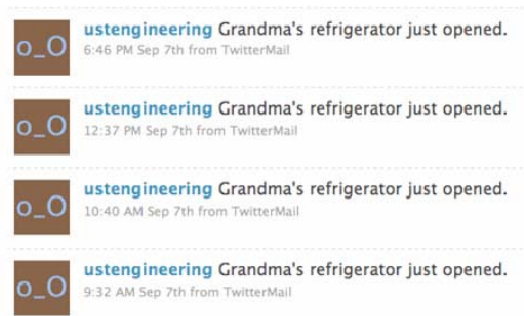 o_O
ustengineering Grandma's refrigerator just opened.
6:46 PM Sep 7th from TwitterMail
o_O
ustengineering Grandma's refrigerator just opened.
12:37 PM Sep 7th from TwitterMail
o_O
ustengineering Grandma's refrigerator just opened.
10:40 AM Sep 7th from TwitterMail
o_O
ustengineering Grandma's refrigerator just opened.
9:32 AM Sep 7th from TwitterMail